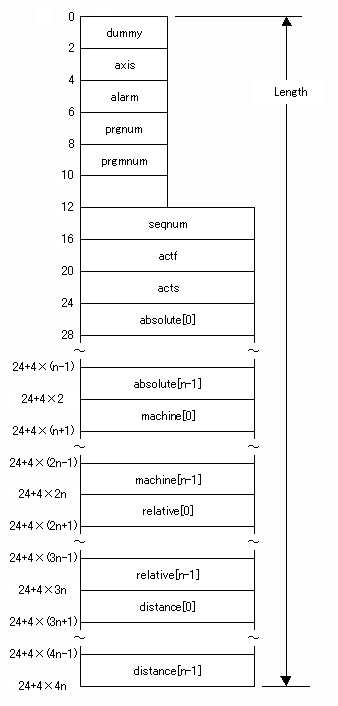 0
dummy
2
axis
4
alarm
Length
6
prgnum
8
prgmnum
10
12
seqnum
16
actf
20
acts
24
absolute[0]
28
~ ~
24+4×(n-1)
absolute[n-1]
24+4×2
machine[0]
24+4×(n+1)
~ ~
24+4×(2n-1)
machine[n-1]
24+4×2n
relative[0]
24+4×(2n+1)
~ ~
24+4×(3n-1)
relative[n-1]
24+4×3n
distance[0]
24+4×(3n+1)
~ ~
24+4×(4n-1)
distance[n-1]
24+4×4n